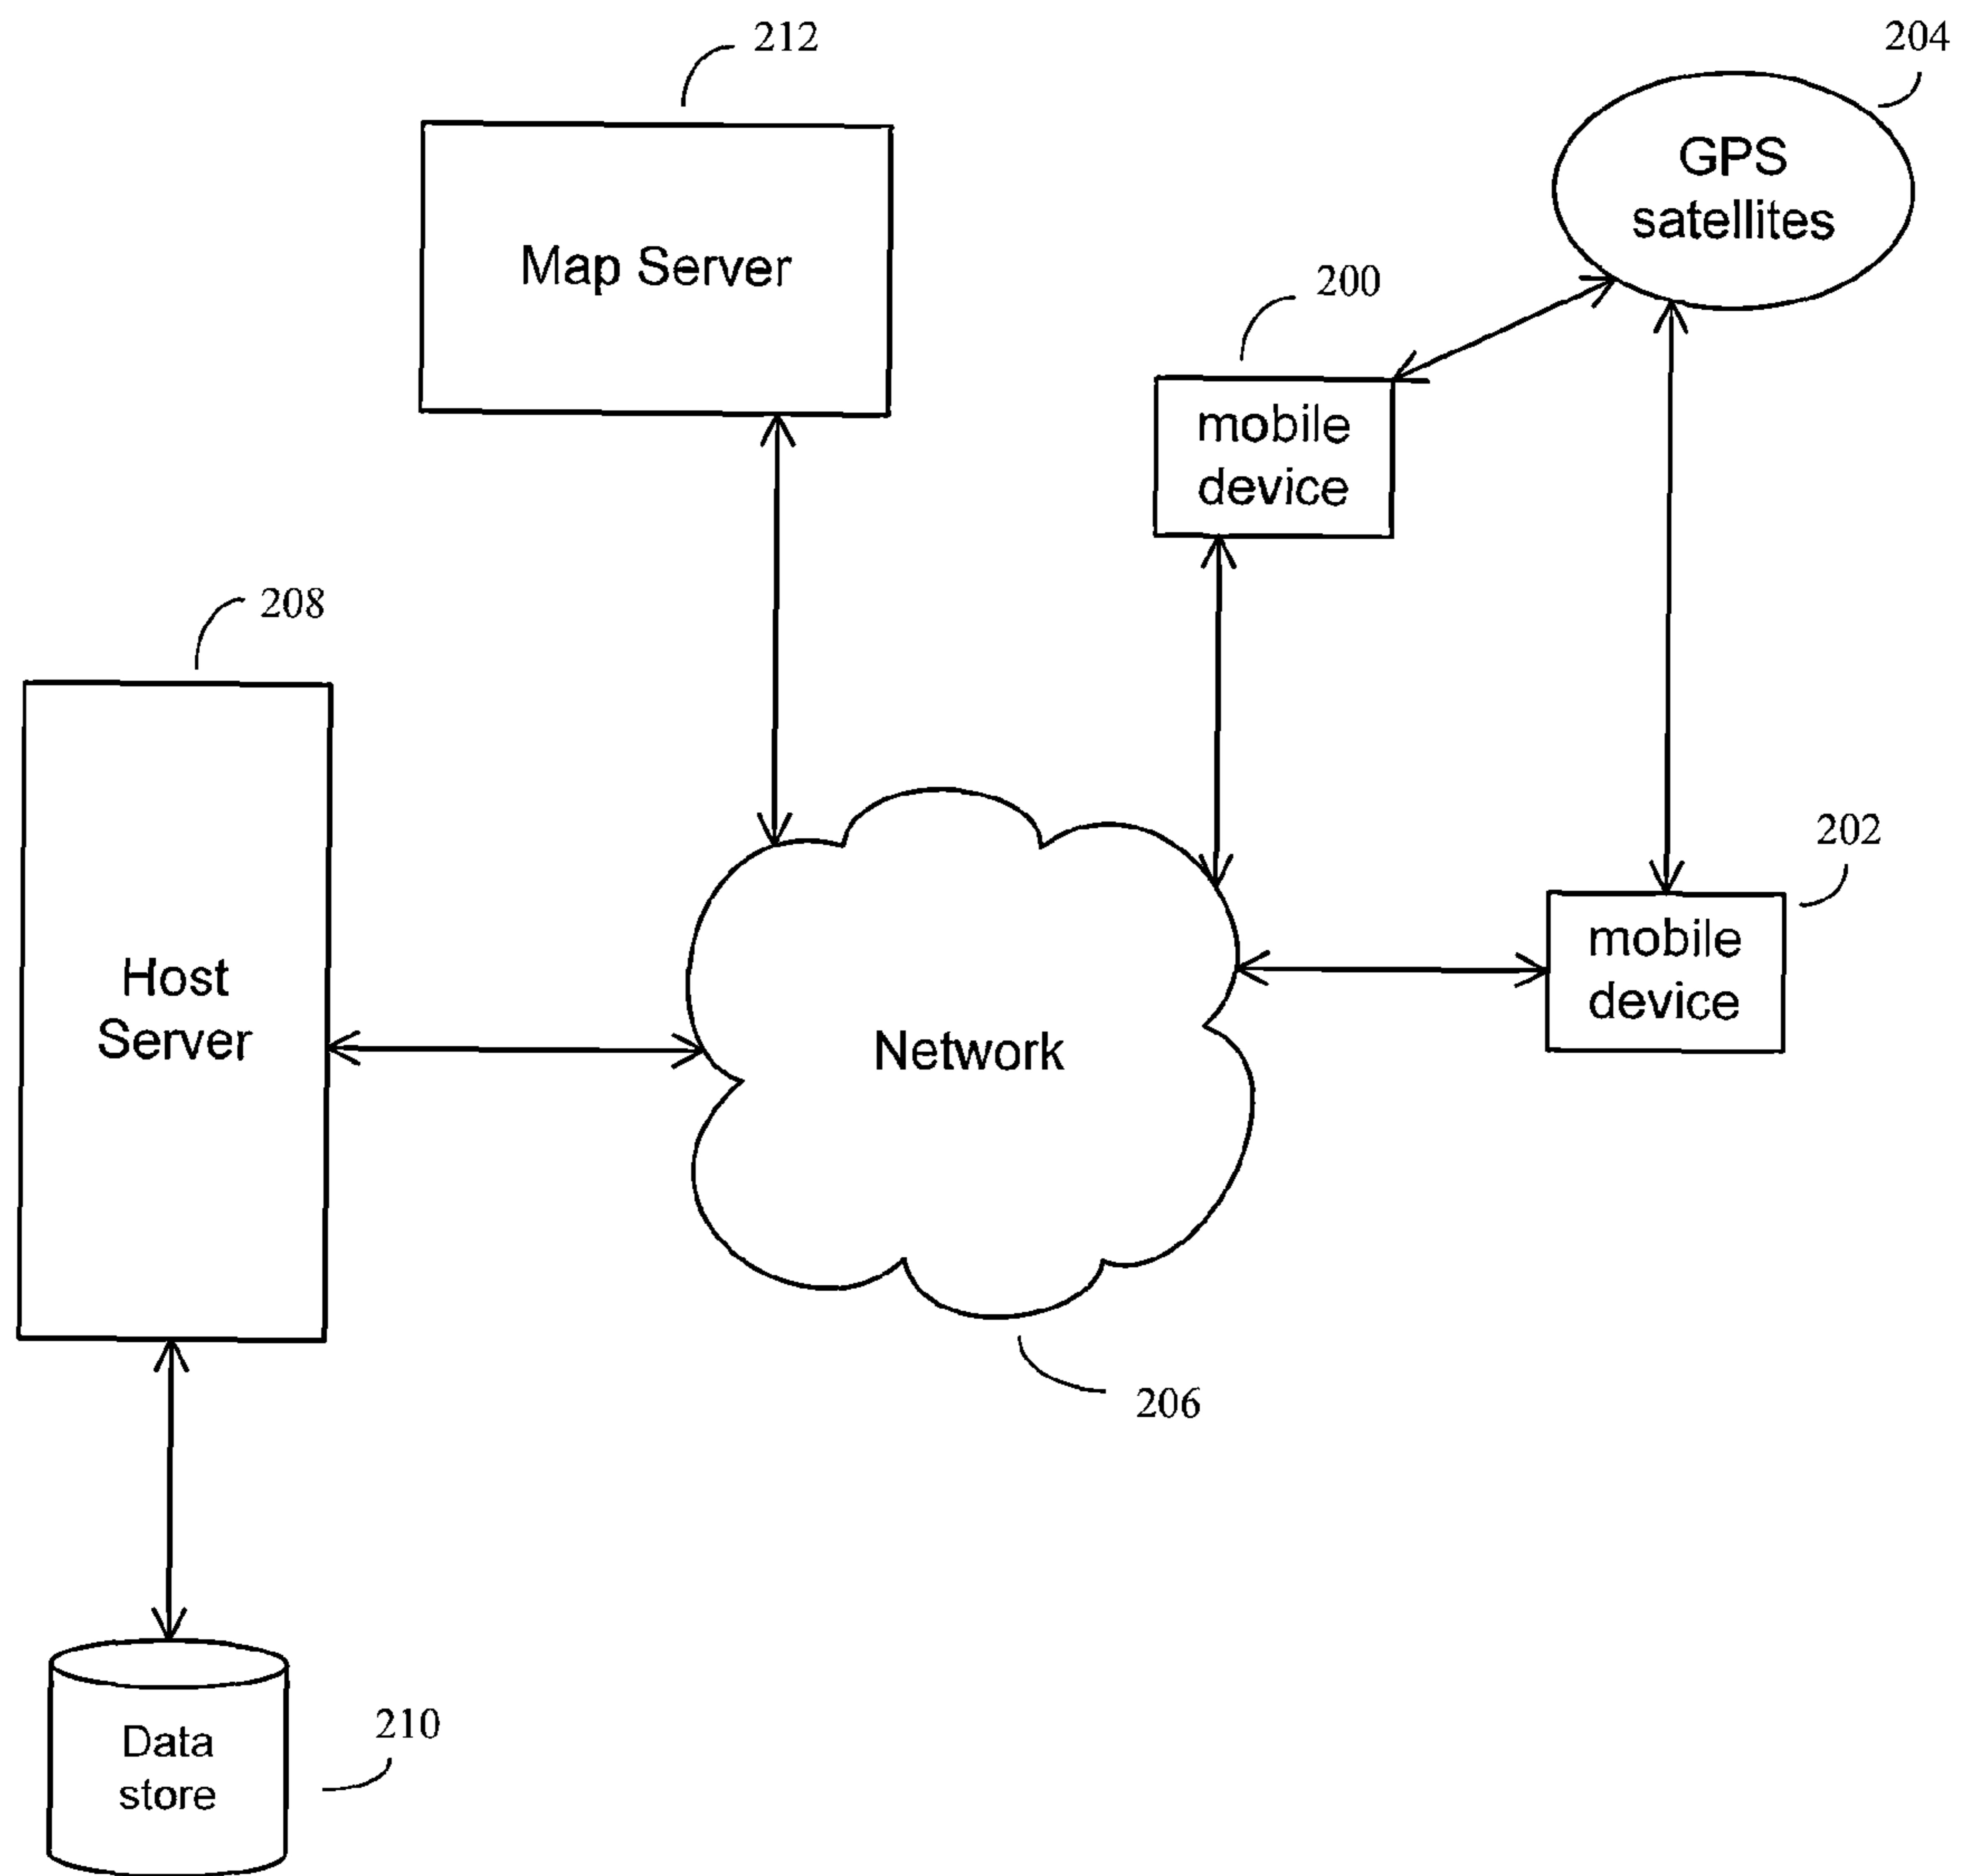 212
204
GPS
satellites
Map Server
200
mobile
device
208
202
mobile
device
Host
Server
Network
206
210
Data
store